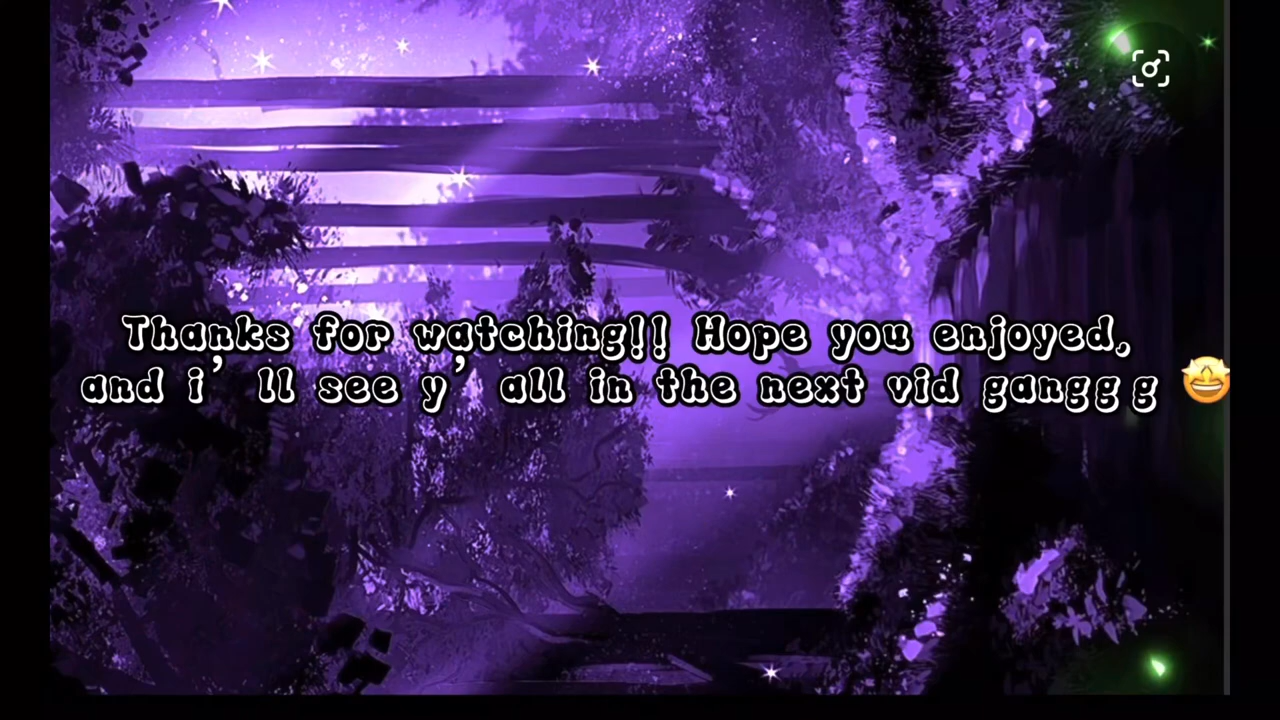 Thanks for watching!! Hope you enjoyed,
and i’ll see y’all in the next vid ganggg 🤩